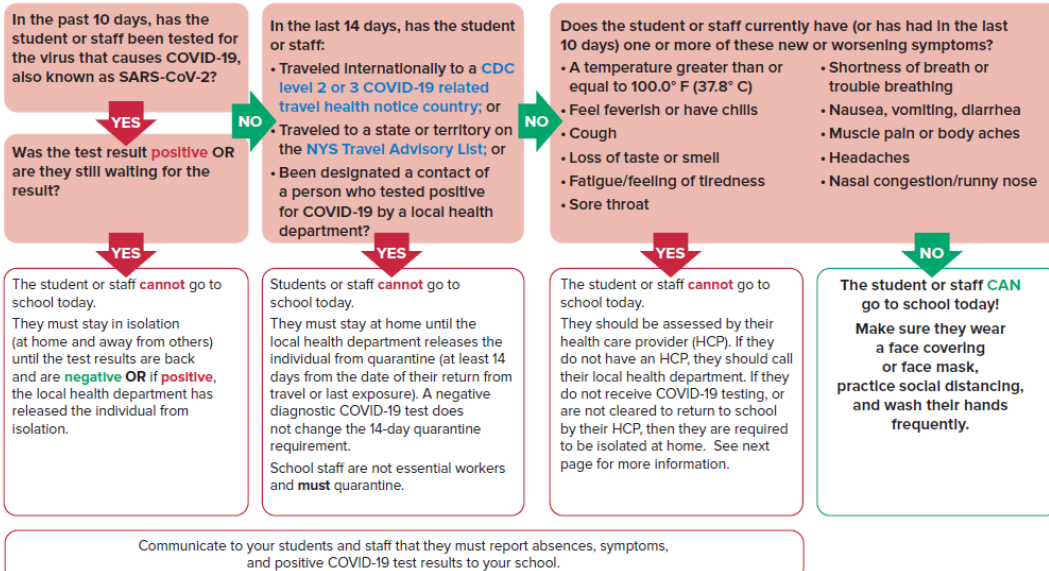 In the past 10 days, has the
student or staff been tested for
the virus that causes COVID-19,
also known as SARS-CoV-2?
YES
Was the test result positive OR
are they still waiting for the
result?
YES
The student or staff cannot go to
school today.
They must stay in isolation
(at home and away from others)
until the test results are back
and are negative OR if positive,
the local health department has
released the individual from
isolation.
NO
In the last 14 days, has the student
or staff:
• Traveled internationally to a CDC
level 2 or 3 COVID-19 related
travel health notice country; or
• Traveled to a state or territory on
the NYS Travel Advisory List; or
• Been designated a contact of
a person who tested positive
for COVID-19 by a local health
department?
YES
Students or staff cannot go to
school today.
They must stay at home until the
local health department releases the
individual from quarantine (at least 14
days from the date of their return from
travel or last exposure). A negative
diagnostic COVID-19 test does
not change the 14-day quarantine
requirement.
School staff are not essential workers
and must quarantine.
NO
Does the student or staff currently have (or has had in the last
10 days) one or more of these new or worsening symptoms?
• A temperature greater than or
equal to 100.0° F (37.8° C)
• Feel feverish or have chills
• Cough
• Loss of taste or smell
• Fatigue/feeling of tiredness
• Sore throat
• Shortness of breath or
trouble breathing
• Nausea, vomiting, diarrhea
• Muscle pain or body aches
• Headaches
• Nasal congestion/runny nose
YES
The student or staff cannot go to
school today.
They should be assessed by their
health care provider (HCP). If they
do not have an HCP, they should call
their local health department. If they
do not receive COVID-19 testing, or
are not cleared to return to school
by their HCP, then they are required
to be isolated at home. See next
page for more information.
NO
The student or staff CAN
go to school today!
Make sure they wear
a face covering
or face mask,
practice social distancing,
and wash their hands
frequently.
Communicate to your students and staff that they must report absences, symptoms,
and positive COVID-19 test results to your school.